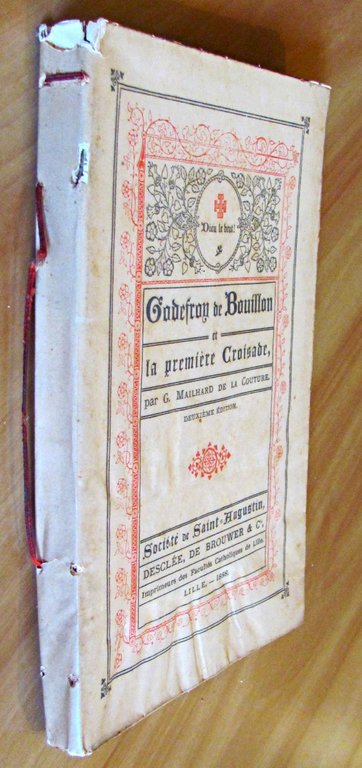 Dieu le veut!
Godefroy de Bouillon
et
la première Croisade,
par G. MAILHARD DE LA COUTURE.
DEUXIÈME ÉDITION.
Société de Saint-Augustin,
DESCLÉE, DE BROUWER & Cie,
Imprimeurs des Facultés Catholiques de Lille.
LILLE. — 1888.